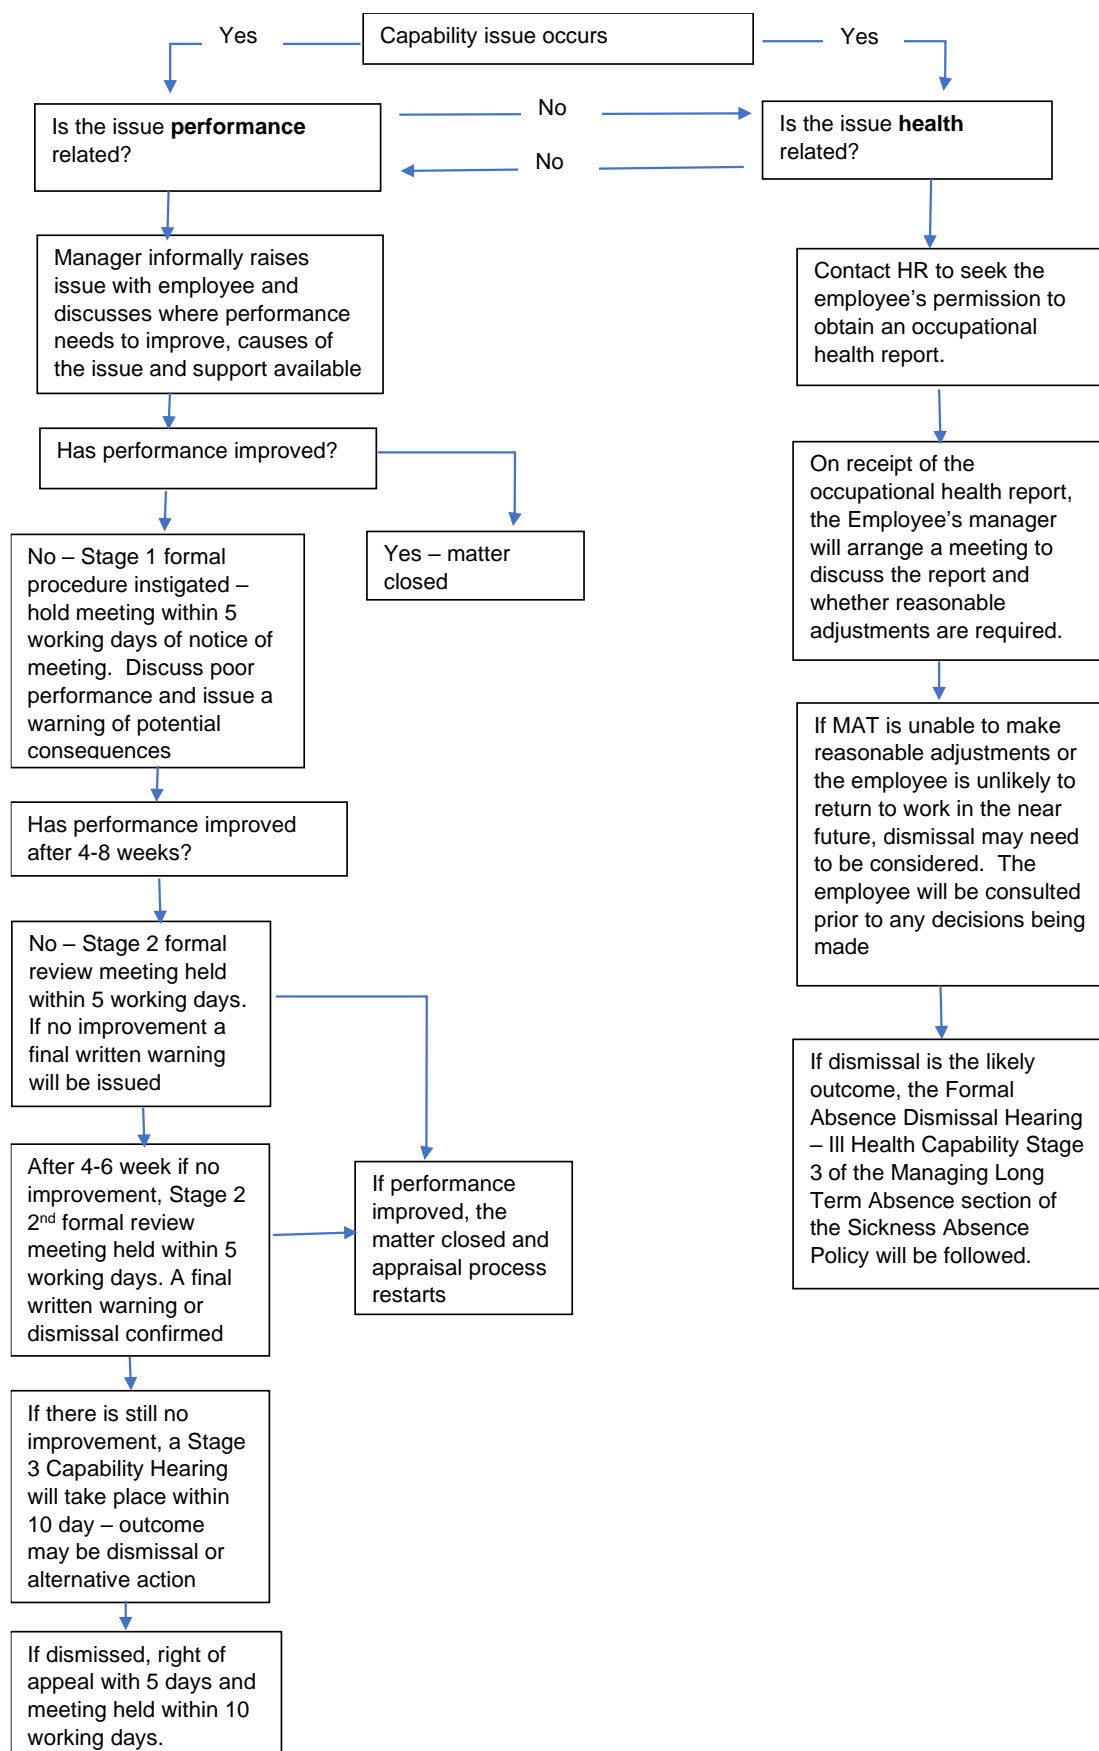 Yes
Capability issue occurs
Yes
Is the issue performance
related?
No
No
Is the issue health
related?
Manager informally raises
issue with employee and
discusses where performance
needs to improve, causes of
the issue and support available
Contact HR to seek the
employee’s permission to
obtain an occupational
health report.
Has performance improved?
Yes – matter
closed
On receipt of the
occupational health report,
the Employee’s manager
will arrange a meeting to
discuss the report and
whether reasonable
adjustments are required.
No – Stage 1 formal
procedure instigated –
hold meeting within 5
working days of notice of
meeting.  Discuss poor
performance and issue a
warning of potential
consequences
Has performance improved
after 4-8 weeks?
If MAT is unable to make
reasonable adjustments or
the employee is unlikely to
return to work in the near
future, dismissal may need
to be considered.  The
employee will be consulted
prior to any decisions being
made
No – Stage 2 formal
review meeting held
within 5 working days.
If no improvement a
final written warning
will be issued
If dismissal is the likely
outcome, the Formal
Absence Dismissal Hearing
– Ill Health Capability Stage
3 of the Managing Long
Term Absence section of
the Sickness Absence
Policy will be followed.
After 4-6 week if no
improvement, Stage 2
2nd formal review
meeting held within 5
working days. A final
written warning or
dismissal confirmed
If performance
improved, the
matter closed and
appraisal process
restarts
If there is still no
improvement, a Stage
3 Capability Hearing
will take place within
10 day – outcome
may be dismissal or
alternative action
If dismissed, right of
appeal with 5 days and
meeting held within 10
working days.